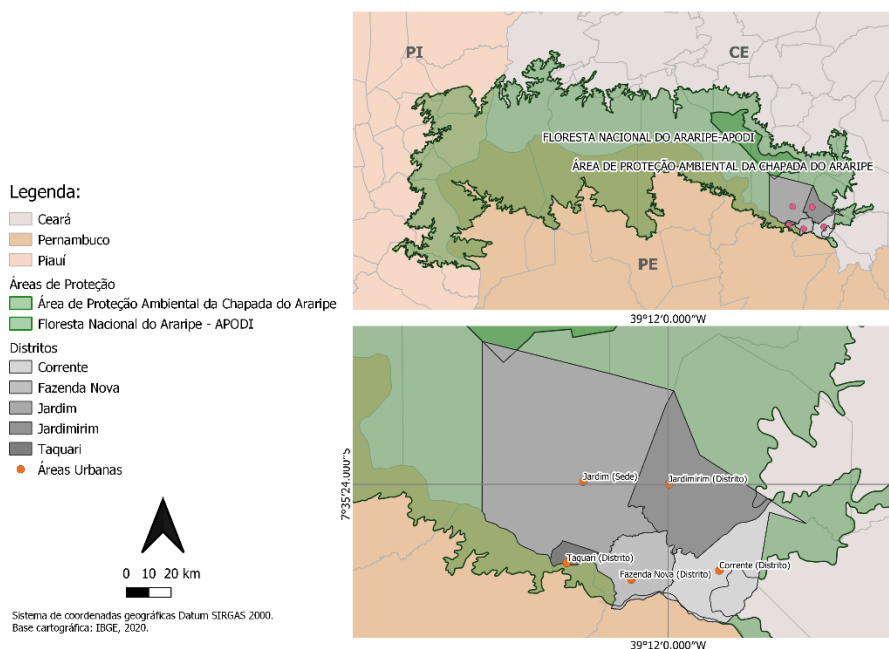 PI
CE
FLORESTA NACIONAL DO ARARIPE-APODI
ÁREA DE PROTEÇÃO AMBIENTAL DA CHAPADA DO ARARIPE
PE
39°12′0.000″W
Legenda:
Ceará
Pernambuco
Piauí
Áreas de Proteção
Área de Proteção Ambiental da Chapada do Araripe
Floresta Nacional do Araripe - APODI
Distritos
Corrente
Fazenda Nova
Jardim
Jardimirim
Taquari
Áreas Urbanas
0 10 20 km
Sistema de coordenadas geográficas Datum SIRGAS 2000.
Base cartográfica: IBGE, 2020.
7°35′24.000″S
Jardim (Sede)
Jardimirim (Distrito)
Taquari (Distrito)
Fazenda Nova (Distrito)
Corrente (Distrito)
39°12′0.000″W